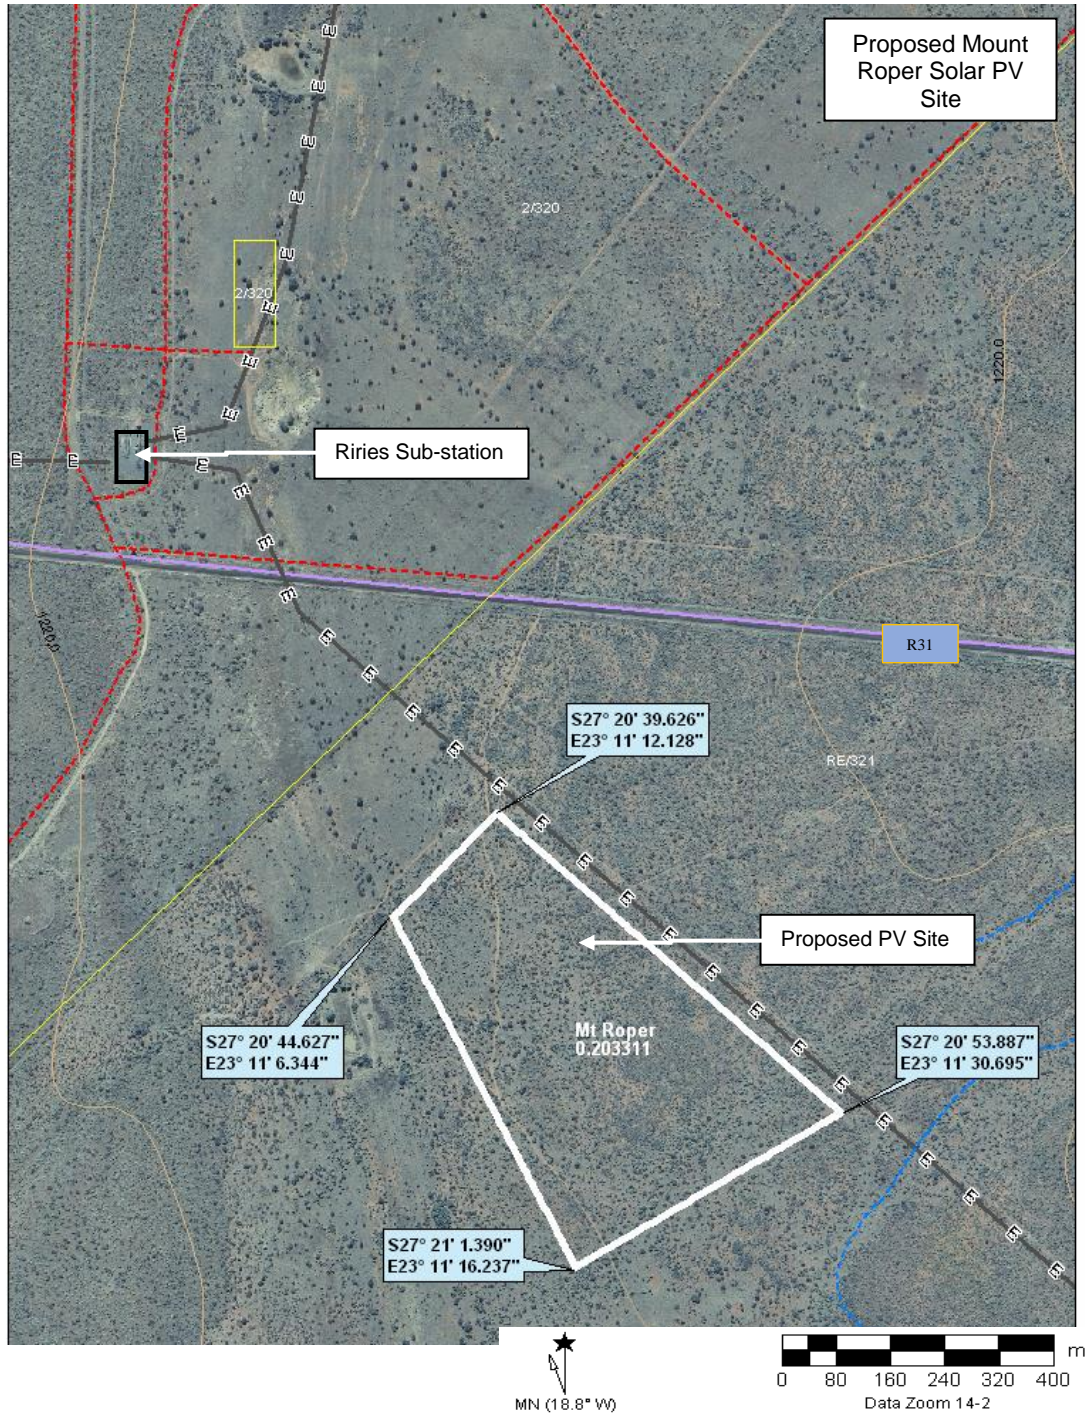 Proposed Mount
Roper Solar PV
Site
2/320
2/320
1220.0
Riries Sub-station
1220.0
R31
S27° 20' 39.626"
E23° 11' 12.128"
RE/321
Proposed PV Site
Mt Roper
0.203311
S27° 20' 44.627"
E23° 11' 6.344"
S27° 20' 53.887"
E23° 11' 30.695"
S27° 21' 1.390"
E23° 11' 16.237"
E E E E E E E E E E E E E E E E E E E E E E E E E E E E E E E E E E
MN (18.8° W)
m
0 80 160 240 320 400
Data Zoom 14-2